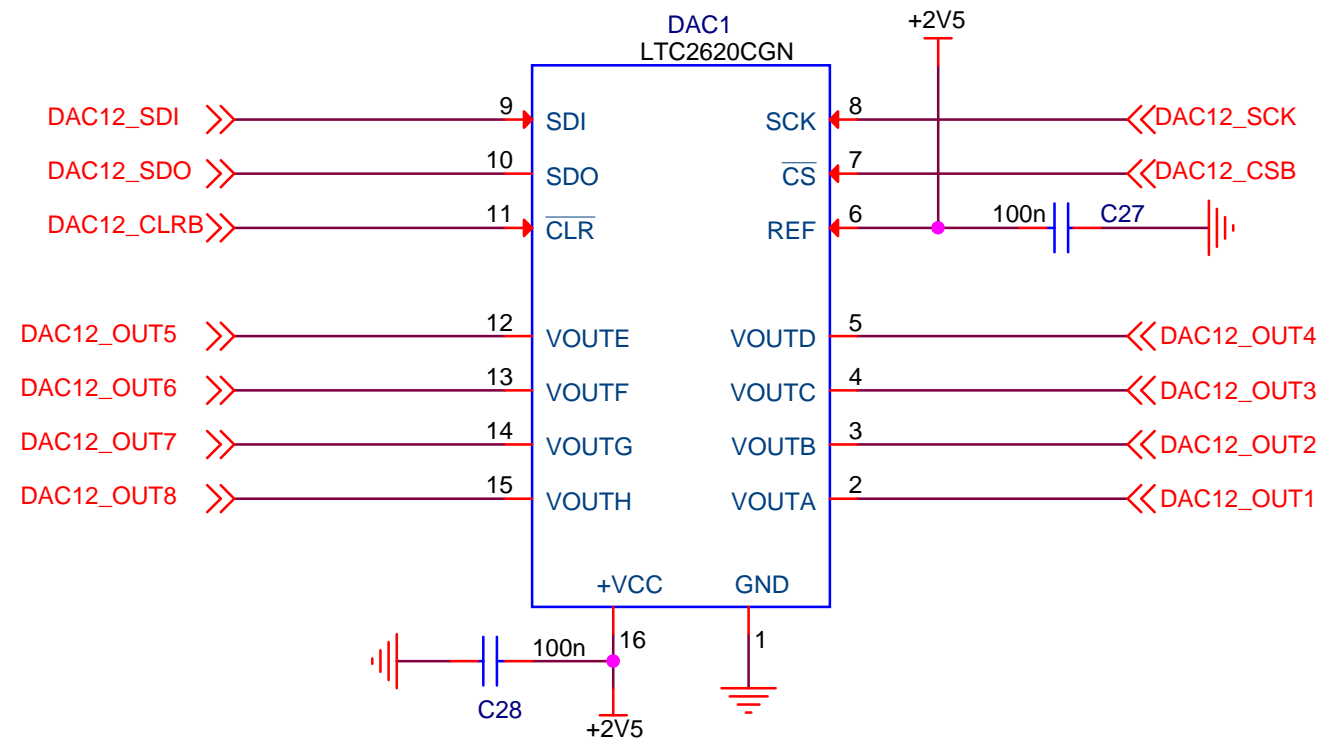 DAC1
+2V5
LTC2620CGN
DAC12_SDI 9 SDI SCK 8 DAC12_SCK
DAC12_SDO 10 SDO CS 7 DAC12_CSB
DAC12_CLRB 11 CLR REF 6 100n C27
DAC12_OUT5 12 VOUTE VOUTD 5 DAC12_OUT4
DAC12_OUT6 13 VOUTF VOUTC 4 DAC12_OUT3
DAC12_OUT7 14 VOUTG VOUTB 3 DAC12_OUT2
DAC12_OUT8 15 VOUTH VOUTA 2 DAC12_OUT1
+VCC GND
100n 16 1
C28
+2V5